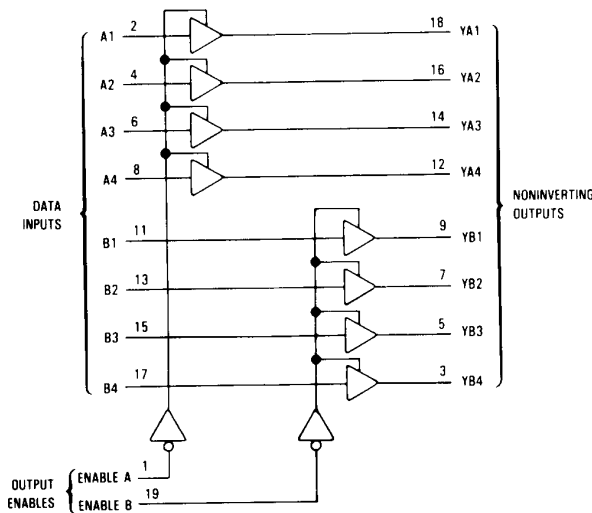 A1 2 18 YA1
A2 4 16 YA2
A3 6 14 YA3
A4 8 12 YA4
DATA INPUTS
NONINVERTING OUTPUTS
B1 11 9 YB1
B2 13 7 YB2
B3 15 5 YB3
B4 17 3 YB4
OUTPUT ENABLES
ENABLE A 1
ENABLE B 19